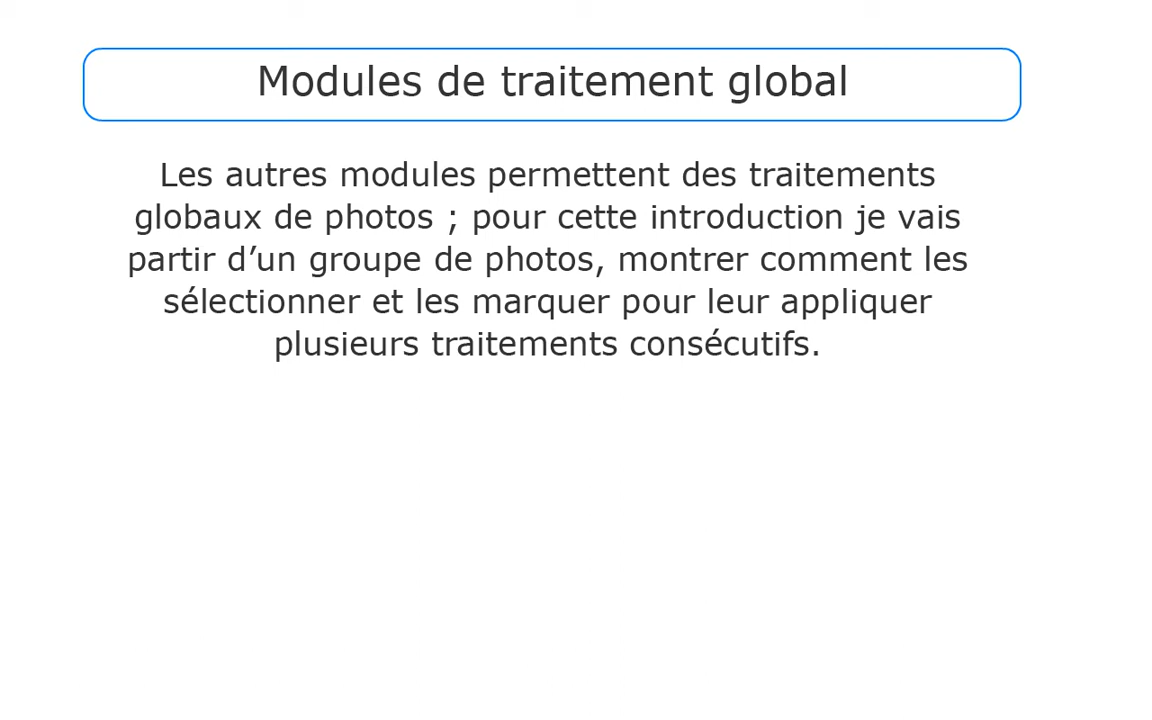 Modules de traitement global
Les autres modules permettent des traitements
globaux de photos ; pour cette introduction je vais
partir d’un groupe de photos, montrer comment les
sélectionner et les marquer pour leur appliquer
plusieurs traitements consécutifs.